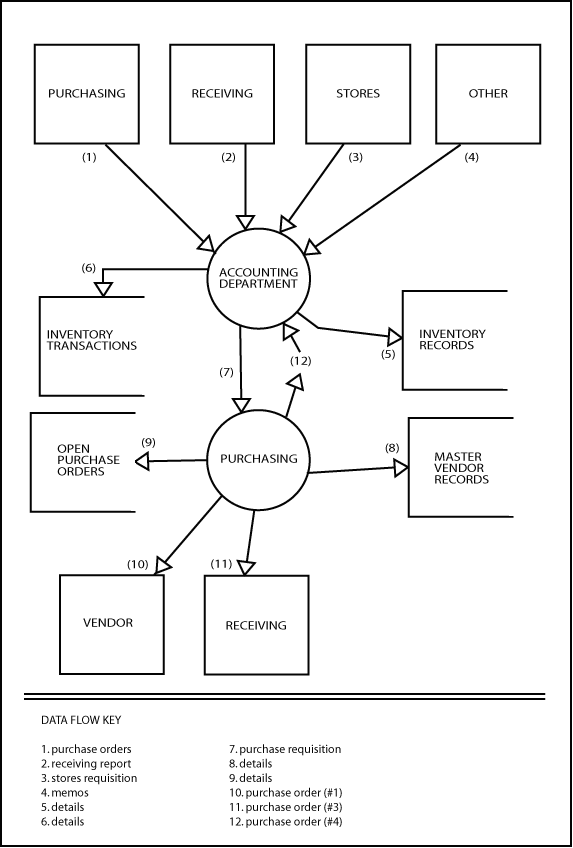 PURCHASING
RECEIVING
STORES
OTHER
(1)
(2)
(3)
(4)
ACCOUNTING
DEPARTMENT
(6)
INVENTORY
TRANSACTIONS
INVENTORY
RECORDS
(5)
(12)
(7)
(9)
OPEN
PURCHASE
ORDERS
PURCHASING
(8)
MASTER
VENDOR
RECORDS
(10)
(11)
VENDOR
RECEIVING
DATA FLOW KEY
1. purchase orders
2. receiving report
3. stores requisition
4. memos
5. details
6. details
7. purchase requisition
8. details
9. details
10. purchase order (#1)
11. purchase order (#3)
12. purchase order (#4)